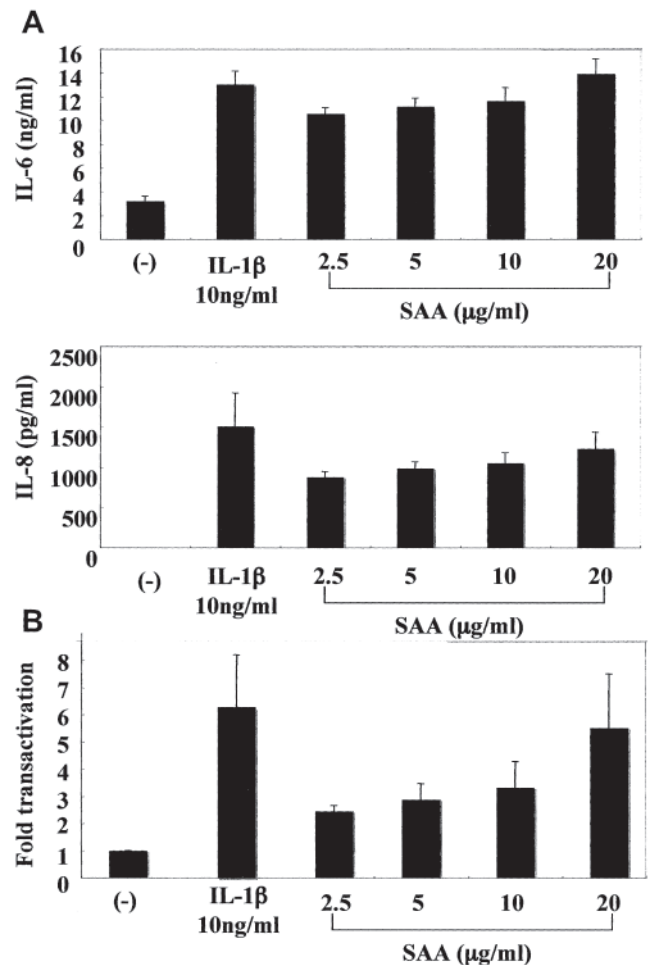 A
IL-6 (ng/ml)
16
14
12
10
8
6
4
2
0
(-)
IL-1β
10ng/ml
2.5
5
10
20
SAA (μg/ml)
IL-8 (pg/ml)
2500
2000
1500
1000
500
0
(-)
IL-1β
10ng/ml
2.5
5
10
20
SAA (μg/ml)
B
Fold transactivation
8
7
6
5
4
3
2
1
0
(-)
IL-1β
10ng/ml
2.5
5
10
20
SAA (μg/ml)